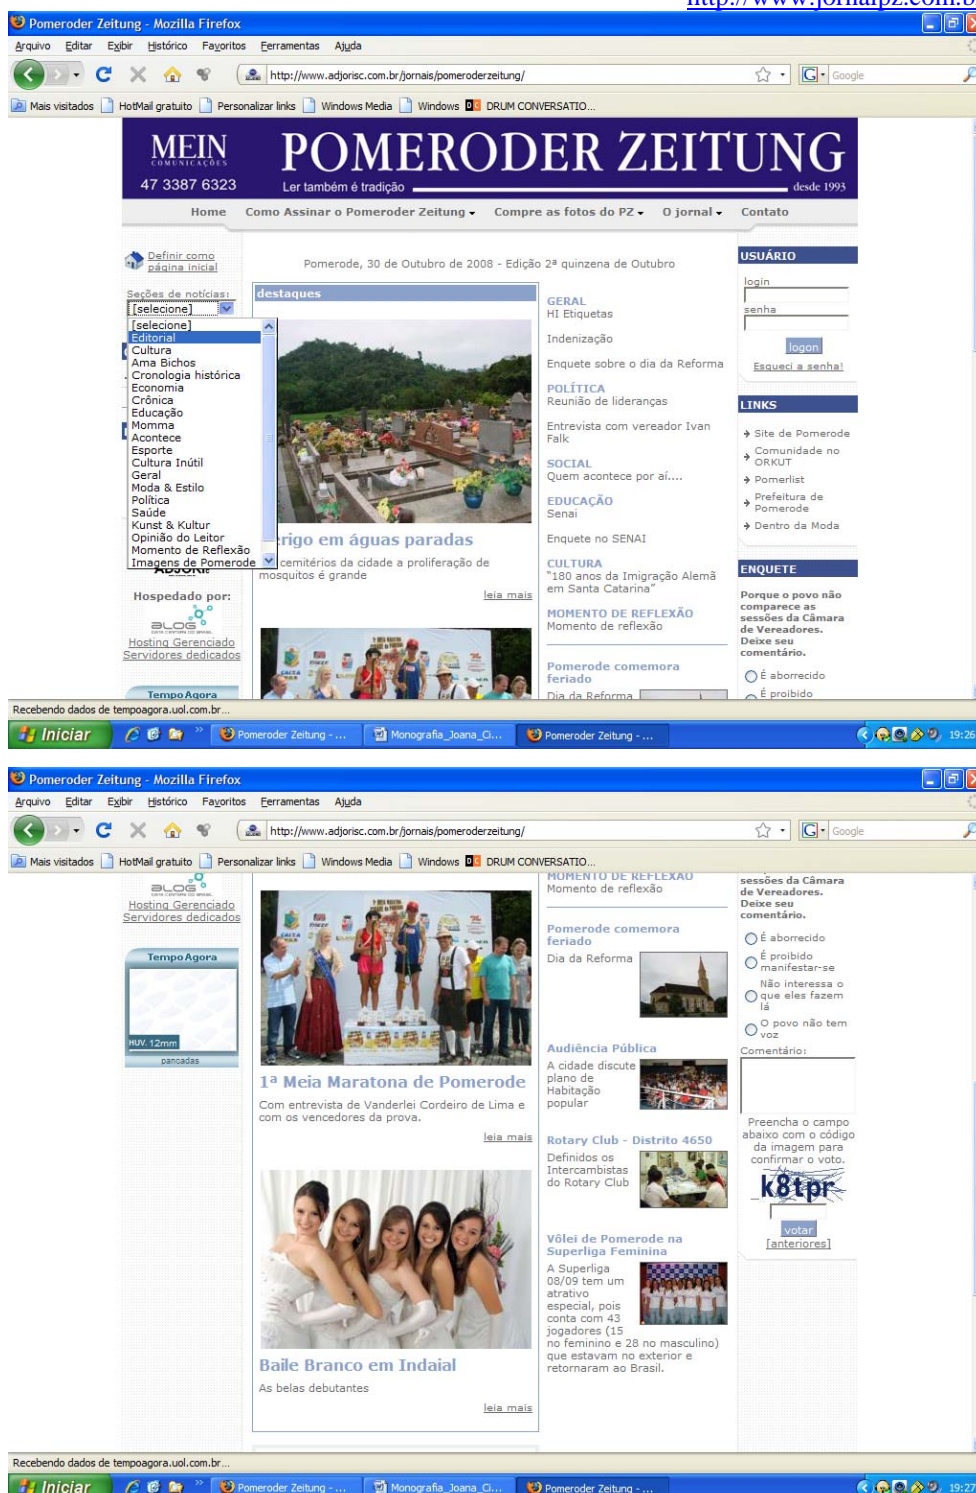 http://www.jornalpz.com.b
Pomeroder Zeitung - Mozilla Firefox
Arquivo Editar Exibir Histórico Favoritos Ferramentas Ajuda
http://www.adjorisc.com.br/jornais/pomeroderzeitung/
Google
Mais visitados HotMail gratuito Personalizar links Windows Media Windows DC DRUM CONVERSATIO...
MEIN
COMUNICAÇÕES
47 3387 6323
POMERODER ZEITUNG
Ler também é tradição
desde 1993
Home Como Assinar o Pomeroder Zeitung Compre as fotos do PZ O jornal Contato
Definir como
página inicial
Seções de notícias:
[selecione]
[selecione]
Editorial
Cultura
Ama Bichos
Cronologia histórica
Economia
Crônica
Educação
Momma
Acontece
Esporte
Cultura Inútil
Geral
Moda & Estilo
Política
Saúde
Kunst & Kultur
Opinião do Leitor
Momento de Reflexão
Imagens de Pomerode
Hospedado por:
BLOG
Hosting Gerenciado
Servidores dedicados
TempoAgora
Pomerode, 30 de Outubro de 2008 - Edição 2ª quinzena de Outubro
destaques
rigo em águas paradas
cemitérios da cidade a proliferação de
mosquitos é grande
leia mais
GERAL
HI Etiquetas
Indenização
Enquete sobre o dia da Reforma
POLÍTICA
Reunião de lideranças
Entrevista com vereador Ivan
Falk
SOCIAL
Quem acontece por aí....
EDUCAÇÃO
Senai
Enquete no SENAI
CULTURA
"180 anos da Imigração Alemã
em Santa Catarina"
MOMENTO DE REFLEXÃO
Momento de reflexão
Pomerode comemora
feriado
Dia da Reforma
USUÁRIO
login
senha
logon
Esqueci a senha!
LINKS
Site de Pomerode
Comunidade no
ORKUT
Pomerlist
Prefeitura de
Pomerode
Dentro da Moda
ENQUETE
Porque o povo não
comparece as
sessões da Câmara
de Vereadores.
Deixe seu
comentário.
É aborrecido
É proibido
Recebendo dados de tempoagora.uol.com.br...
Iniciar Pomeroder Zeitung - ... Monografia_Joana_Ci... Pomeroder Zeitung - ... 19:26
Pomeroder Zeitung - Mozilla Firefox
Arquivo Editar Exibir Histórico Favoritos Ferramentas Ajuda
http://www.adjorisc.com.br/jornais/pomeroderzeitung/
Google
Mais visitados HotMail gratuito Personalizar links Windows Media Windows DC DRUM CONVERSATIO...
BLOG
Hosting Gerenciado
Servidores dedicados
TempoAgora
HUV. 12mm
pancadas
1ª Meia Maratona de Pomerode
Com entrevista de Vanderlei Cordeiro de Lima e
com os vencedores da prova.
leia mais
Baile Branco em Indaial
As belas debutantes
leia mais
MOMENTO DE REFLEXÃO
Momento de reflexão
Pomerode comemora
feriado
Dia da Reforma
Audiência Pública
A cidade discute
plano de
Habitação
popular
Rotary Club - Distrito 4650
Definidos os
Intercambistas
do Rotary Club
Vôlei de Pomerode na
Superliga Feminina
A Superliga
08/09 tem um
atrativo
especial, pois
conta com 43
jogadores (15
no feminino e 28 no masculino)
que estavam no exterior e
retornaram ao Brasil.
sessões da Câmara
de Vereadores.
Deixe seu
comentário.
É aborrecido
É proibido
manifestar-se
Não interessa o
que eles fazem
lá
O povo não tem
voz
Comentário:
Preencha o campo
abaixo com o código
da imagem para
confirmar o voto.
k8tpr
votar
[anteriores]
Recebendo dados de tempoagora.uol.com.br...
Iniciar Pomeroder Zeitung - ... Monografia_Joana_Ci... Pomeroder Zeitung - ... 19:27